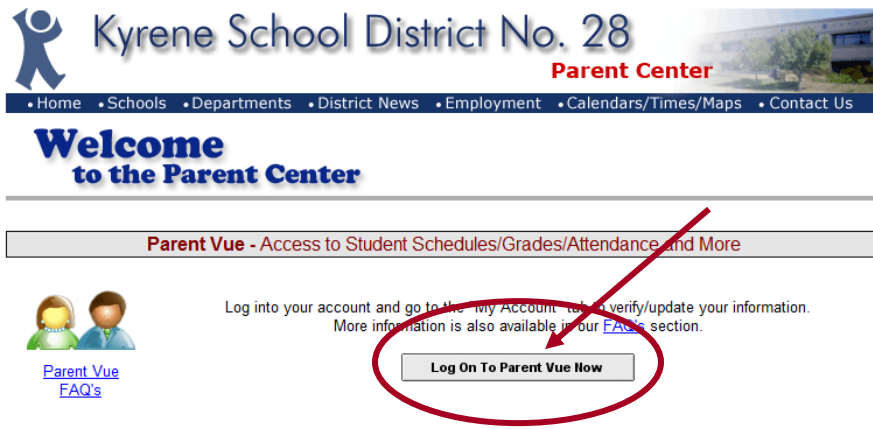 Kyrene School District No. 28
Parent Center
• Home • Schools • Departments • District News • Employment • Calendars/Times/Maps • Contact Us
Welcome
to the Parent Center
Parent Vue - Access to Student Schedules/Grades/Attendance and More
Log into your account and go to the "My Account" tab to verify/update your information.
More information is also available in our FAQ's section.
Log On To Parent Vue Now
Parent Vue
FAQ's